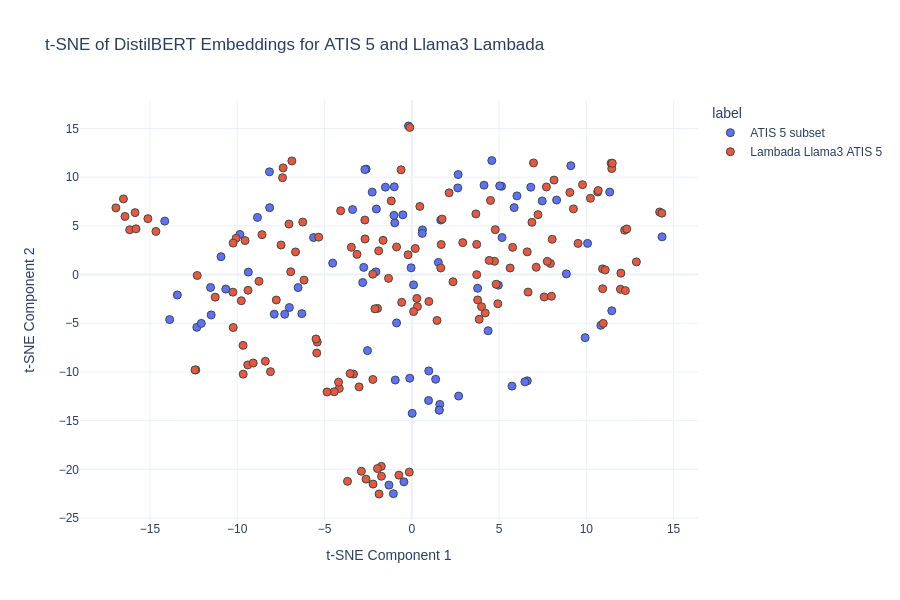 t-SNE of DistilBERT Embeddings for ATIS 5 and Llama3 Lambada
label
ATIS 5 subset
Lambada Llama3 ATIS 5
t-SNE Component 2
15
10
5
0
−5
−10
−15
−20
−25
−15 −10 −5 0 5 10 15
t-SNE Component 1